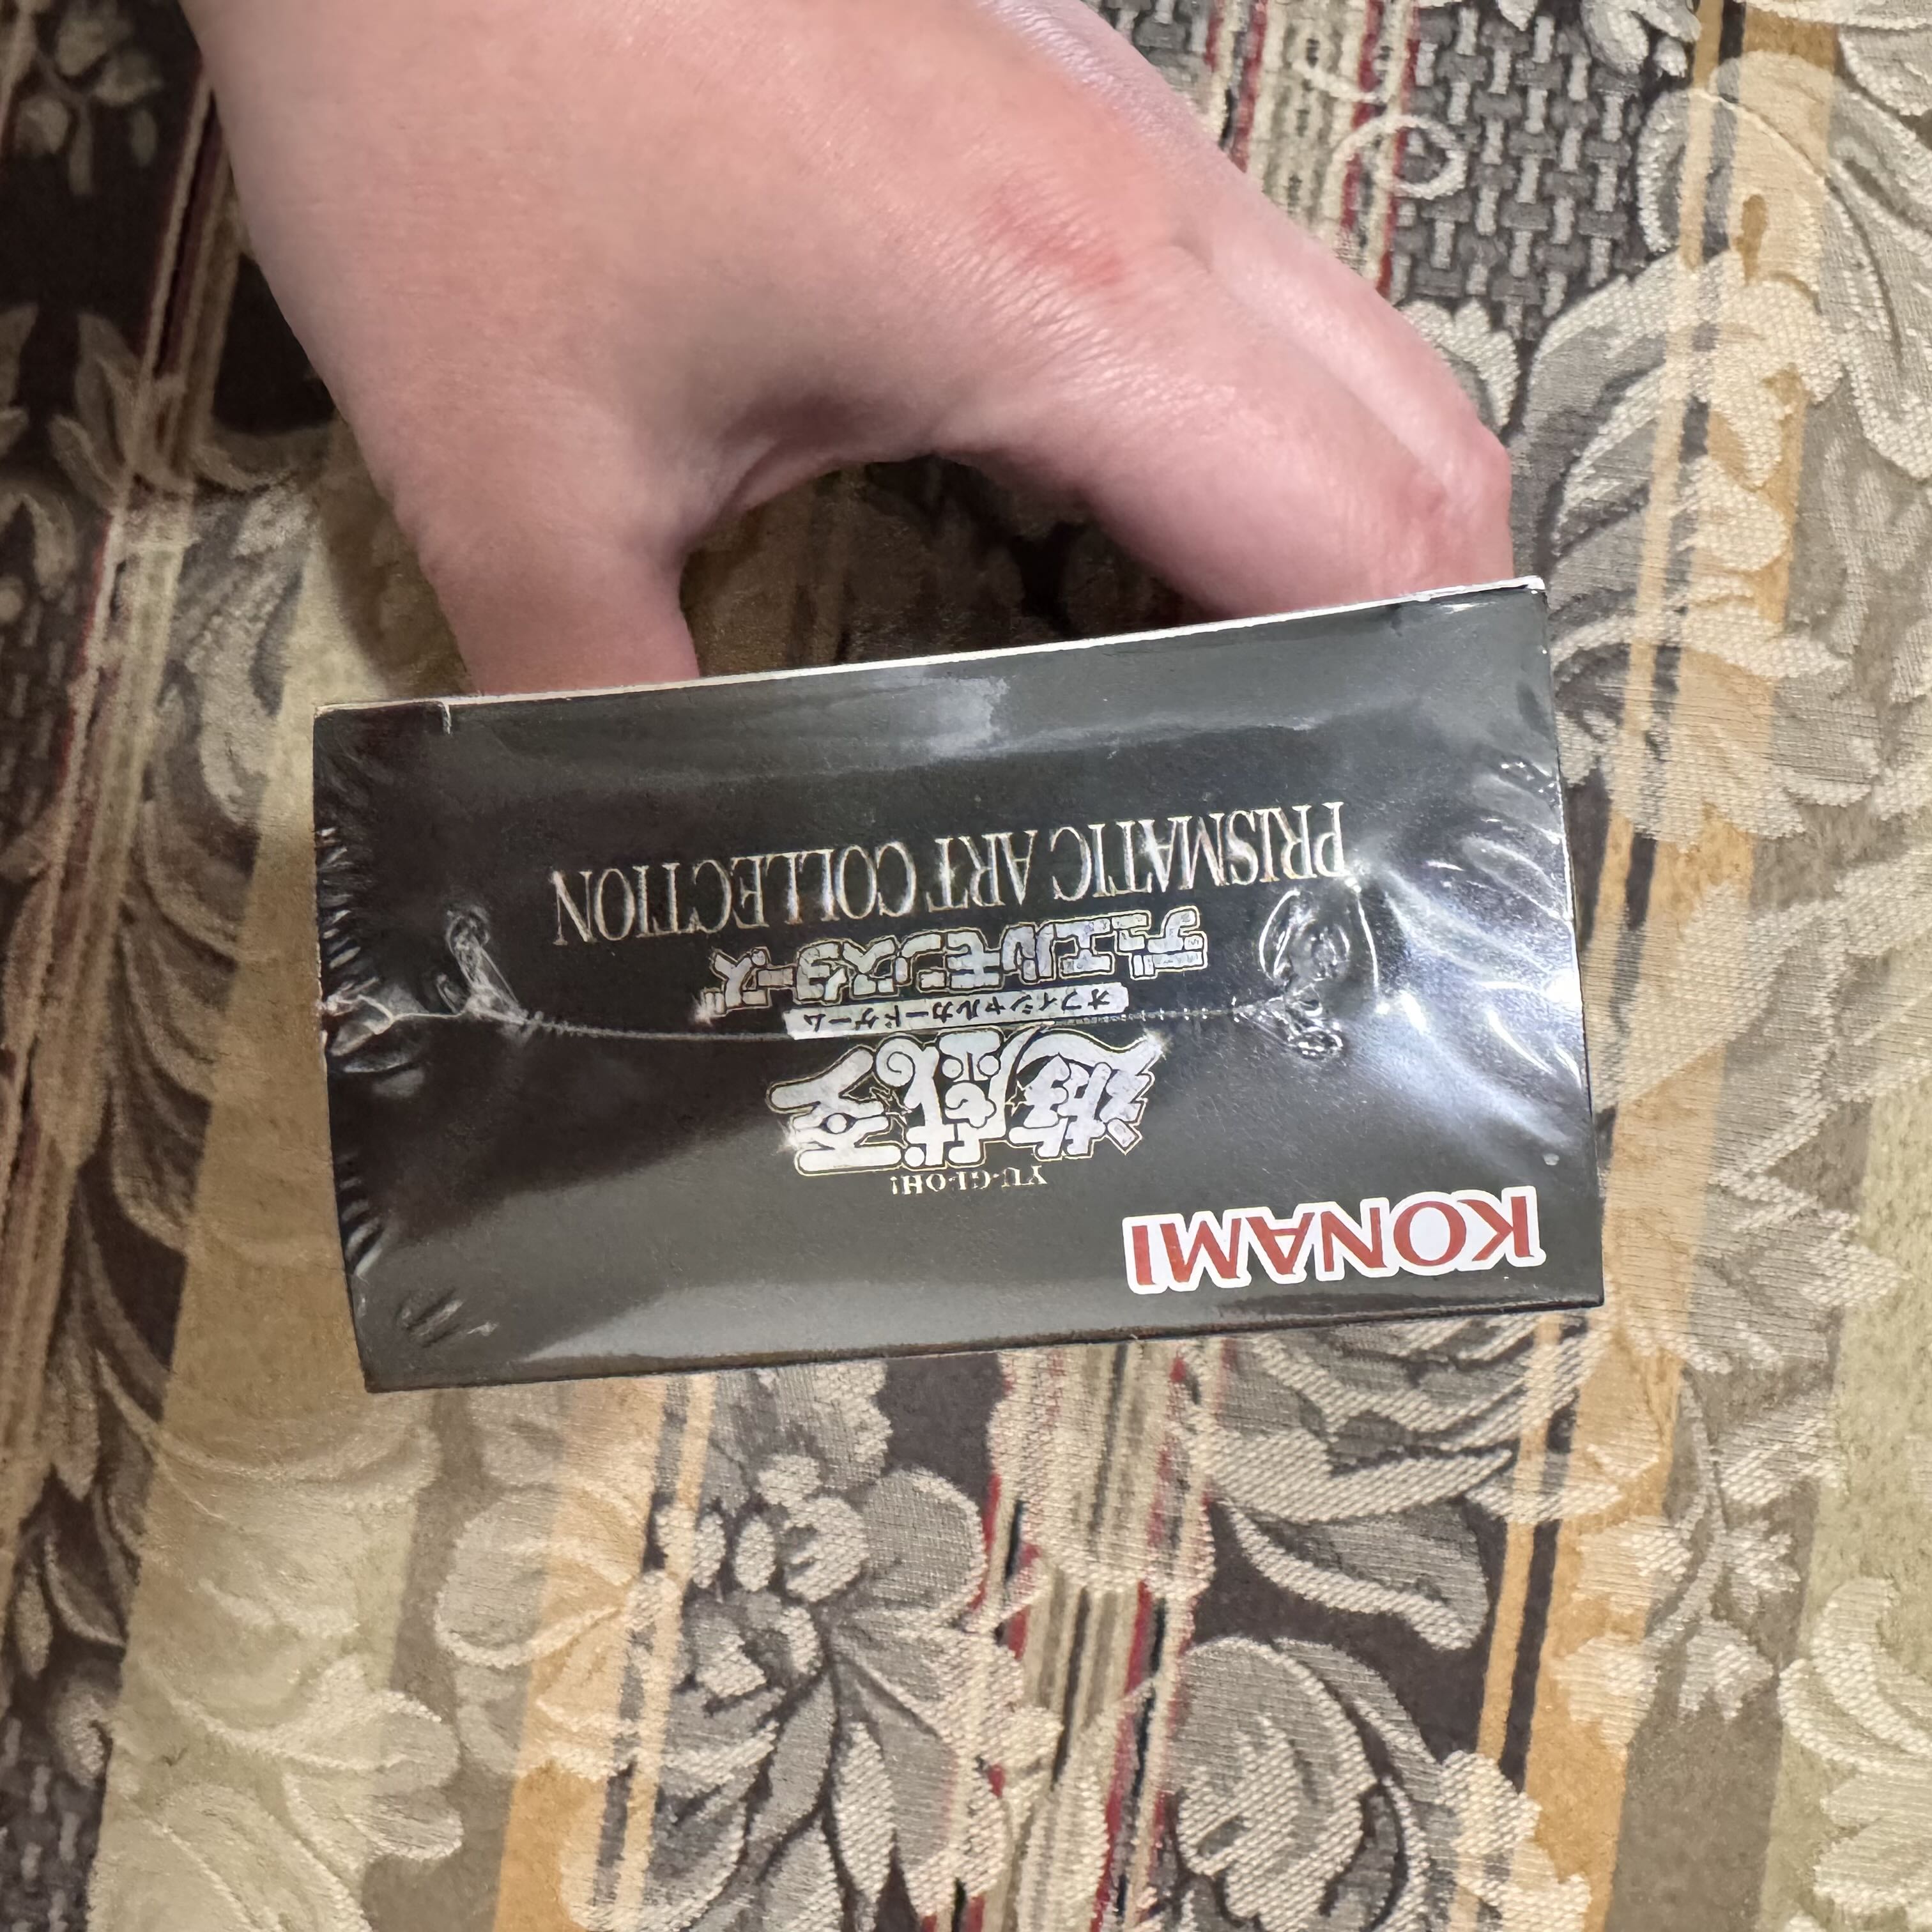 KONAMI
YU-GI-OH!
遊戯王
オフィシャルカードゲーム
デュエルモンスターズ
PRISMATIC ART COLLECTION